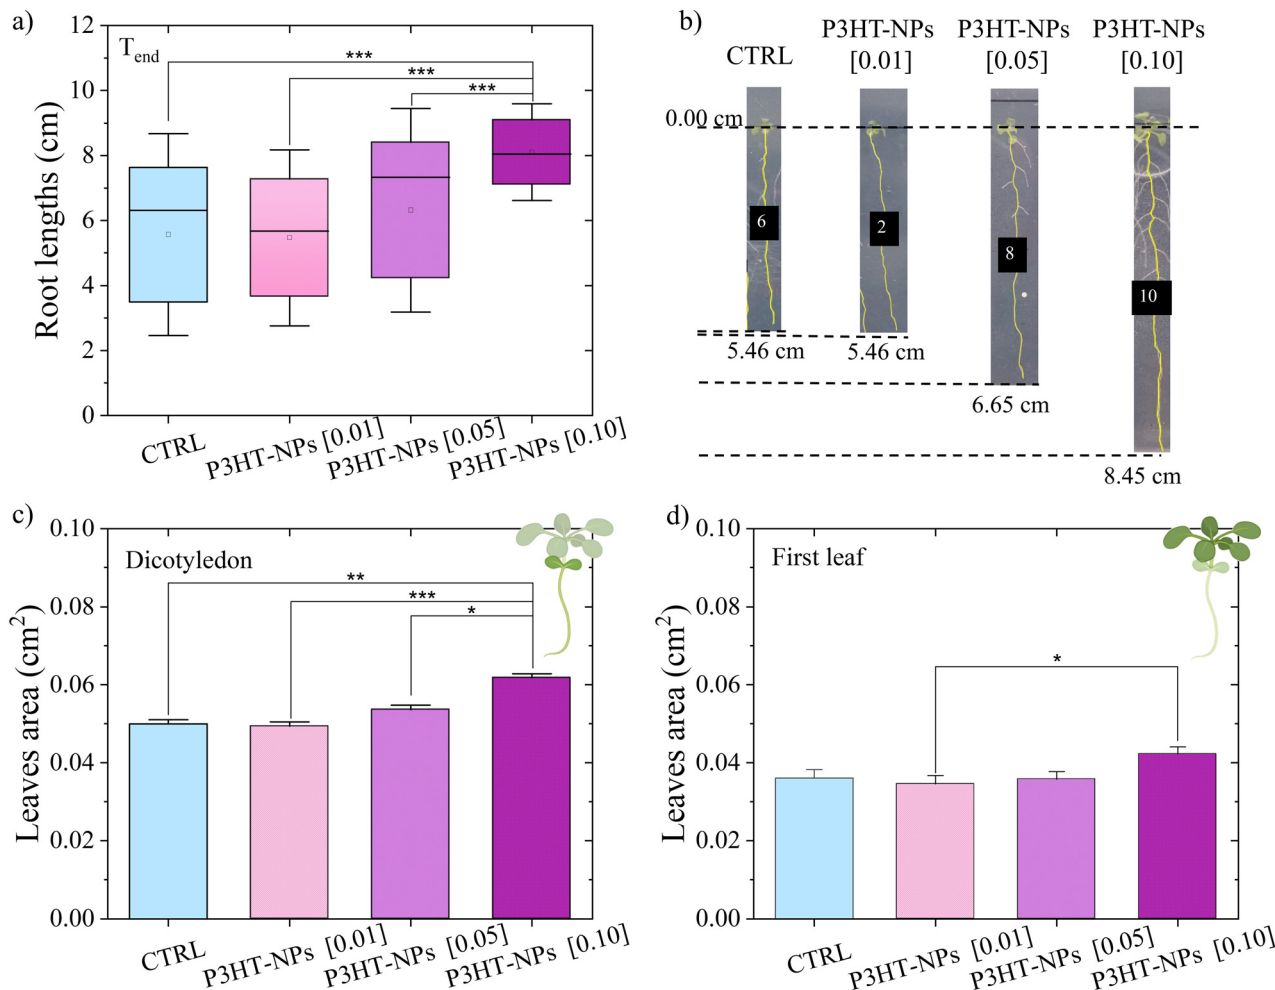 a)
T_end
Root lengths (cm)
12
10
8
6
4
2
0
***
***
***
CTRL
P3HT-NPs [0.01]
P3HT-NPs [0.05]
P3HT-NPs [0.10]
b)
CTRL
P3HT-NPs
[0.01]
P3HT-NPs
[0.05]
P3HT-NPs
[0.10]
0.00 cm
6
2
8
10
5.46 cm
5.46 cm
6.65 cm
8.45 cm
c)
Dicotyledon
Leaves area (cm²)
0.10
0.08
0.06
0.04
0.02
0.00
**
***
*
CTRL
P3HT-NPs [0.01]
P3HT-NPs [0.05]
P3HT-NPs [0.10]
d)
First leaf
Leaves area (cm²)
0.10
0.08
0.06
0.04
0.02
0.00
*
CTRL
P3HT-NPs [0.01]
P3HT-NPs [0.05]
P3HT-NPs [0.10]